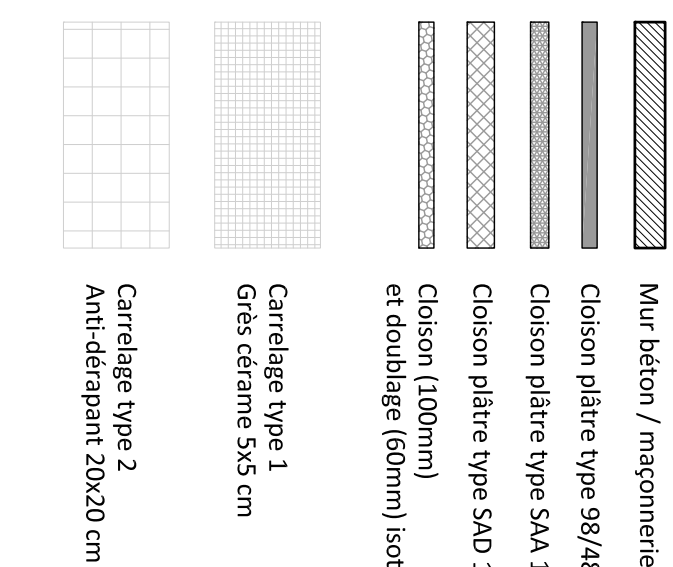 Mur béton / maçonnerie
Cloison plâtre type 98/48
Cloison plâtre type SAA 1
Cloison plâtre type SAD 1
Cloison (100mm)
et doublage (60mm) isot
Carrelage type 1
Grès cérame 5x5 cm
Carrelage type 2
Anti-dérapant 20x20 cm